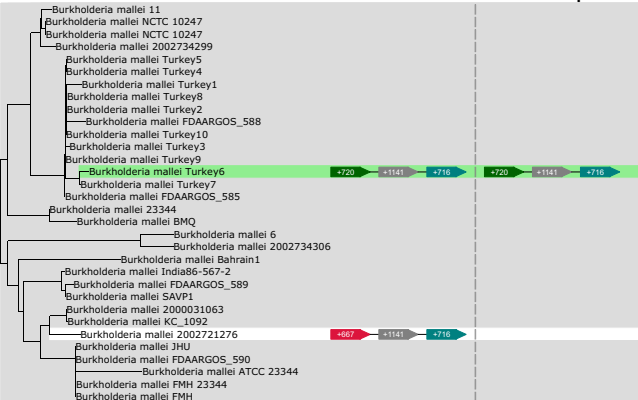 Burkholderia mallei 11
Burkholderia mallei NCTC 10247
Burkholderia mallei NCTC 10247
Burkholderia mallei 2002734299
Burkholderia mallei Turkey5
Burkholderia mallei Turkey4
Burkholderia mallei Turkey1
Burkholderia mallei Turkey8
Burkholderia mallei Turkey2
Burkholderia mallei FDAARGOS_588
Burkholderia mallei Turkey10
Burkholderia mallei Turkey3
Burkholderia mallei Turkey9
Burkholderia mallei Turkey6 +720 +1141 +716 +720 +1141 +716
Burkholderia mallei Turkey7
Burkholderia mallei FDAARGOS_585
Burkholderia mallei 23344
Burkholderia mallei BMQ
Burkholderia mallei 6
Burkholderia mallei 2002734306
Burkholderia mallei Bahrain1
Burkholderia mallei India86-567-2
Burkholderia mallei FDAARGOS_589
Burkholderia mallei SAVP1
Burkholderia mallei 2000031063
Burkholderia mallei KC_1092
Burkholderia mallei 2002721276 +667 +1141 +716
Burkholderia mallei JHU
Burkholderia mallei FDAARGOS_590
Burkholderia mallei ATCC 23344
Burkholderia mallei FMH 23344
Burkholderia mallei FMH